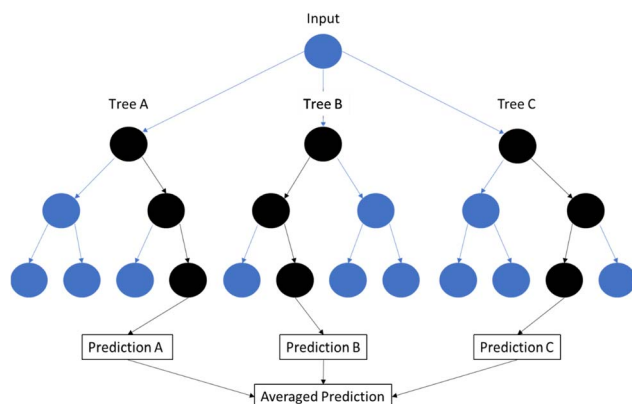 Input
Tree A
Tree B
Tree C
Prediction A
Prediction B
Prediction C
Averaged Prediction